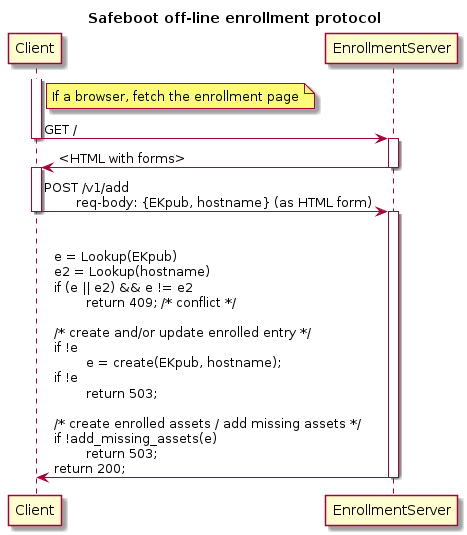 Safeboot off-line enrollment protocol
Client
EnrollmentServer
If a browser, fetch the enrollment page
GET /
<HTML with forms>
POST /v1/add
req-body: {EKpub, hostname} (as HTML form)
e = Lookup(EKpub)
e2 = Lookup(hostname)
if (e || e2) && e != e2
return 409; /* conflict */
/* create and/or update enrolled entry */
if !e
e = create(EKpub, hostname);
if !e
return 503;
/* create enrolled assets / add missing assets */
if !add_missing_assets(e)
return 503;
return 200;
Client
EnrollmentServer